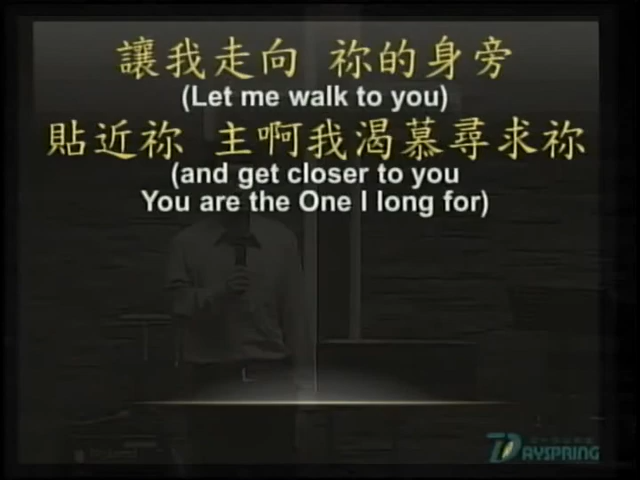 讓我走向 祢的身旁
(Let me walk to you)
貼近祢 主啊我渴慕尋求祢
(and get closer to you
You are the One I long for)
DAYSPRING